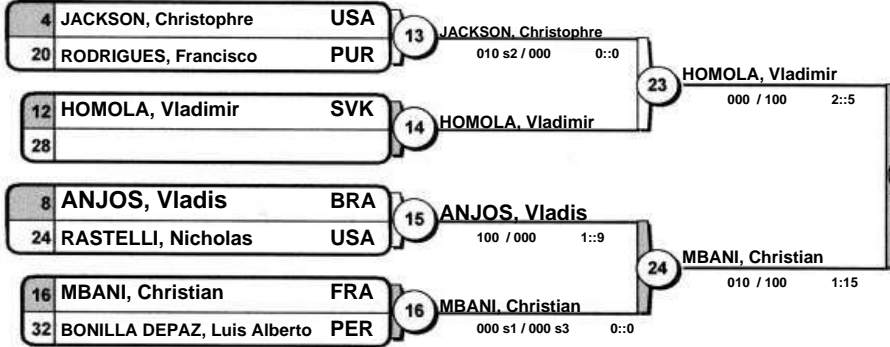 4 JACKSON, Christophre USA
20 RODRIGUES, Francisco PUR
13
JACKSON, Christophre
010 s2 / 000 0::0
12 HOMOLA, Vladimir SVK
28
14
HOMOLA, Vladimir
23
HOMOLA, Vladimir
000 / 100 2::5
8 ANJOS, Vladis BRA
24 RASTELLI, Nicholas USA
15
ANJOS, Vladis
100 / 000 1::9
16 MBANI, Christian FRA
32 BONILLA DEPAZ, Luis Alberto PER
16
MBANI, Christian
000 s1 / 000 s3 0::0
24
MBANI, Christian
010 / 100 1:15